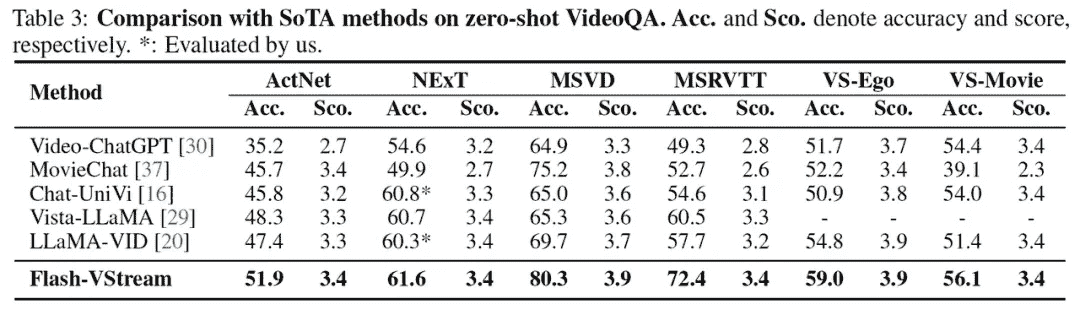 Table 3: Comparison with SoTA methods on zero-shot VideoQA. Acc. and Sco. denote accuracy and score,
respectively. *: Evaluated by us.
Method ActNet NExT MSVD MSRVTT VS-Ego VS-Movie
Acc. Sco. Acc. Sco. Acc. Sco. Acc. Sco. Acc. Sco. Acc. Sco.
Video-ChatGPT [30] 35.2 2.7 54.6 3.2 64.9 3.3 49.3 2.8 51.7 3.7 54.4 3.4
MovieChat [37] 45.7 3.4 49.9 2.7 75.2 3.8 52.7 2.6 52.2 3.4 39.1 2.3
Chat-UniVi [16] 45.8 3.2 60.8* 3.3 65.0 3.6 54.6 3.1 50.9 3.8 54.0 3.4
Vista-LLaMA [29] 48.3 3.3 60.7 3.4 65.3 3.6 60.5 3.3 - - - -
LLaMA-VID [20] 47.4 3.3 60.3* 3.4 69.7 3.7 57.7 3.2 54.8 3.9 51.4 3.4
Flash-VStream 51.9 3.4 61.6 3.4 80.3 3.9 72.4 3.4 59.0 3.9 56.1 3.4